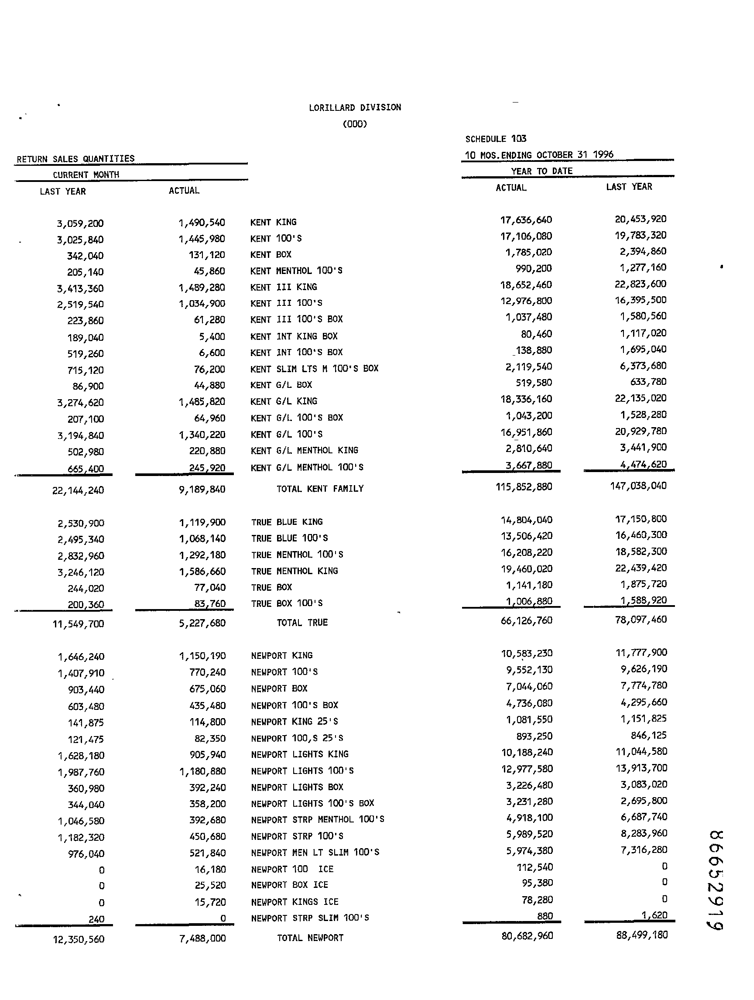 LORILLARD DIVISION
(000)
SCHEDULE 103
RETURN SALES QUANTITIES 10 MOS.ENDING OCTOBER 31 1996
CURRENT MONTH YEAR TO DATE
LAST YEAR ACTUAL ACTUAL LAST YEAR
3,059,200 1,490,540 KENT KING 17,636,640 20,453,920
3,025,840 1,445,980 KENT 100'S 17,106,080 19,783,320
342,040 131,120 KENT BOX 1,785,020 2,394,860
205,140 45,860 KENT MENTHOL 100'S 990,200 1,277,160
3,413,360 1,489,280 KENT III KING 18,652,460 22,823,600
2,519,540 1,034,900 KENT III 100'S 12,976,800 16,395,500
223,860 61,280 KENT III 100'S BOX 1,037,480 1,580,560
189,040 5,400 KENT INT KING BOX 80,460 1,117,020
519,260 6,600 KENT INT 100'S BOX 138,880 1,695,040
715,120 76,200 KENT SLIM LTS M 100'S BOX 2,119,540 6,373,680
86,900 44,880 KENT G/L BOX 519,580 633,780
3,274,620 1,485,820 KENT G/L KING 18,336,160 22,135,020
207,100 64,960 KENT G/L 100'S BOX 1,043,200 1,528,280
3,194,840 1,340,220 KENT G/L 100'S 16,951,860 20,929,780
502,980 220,880 KENT G/L MENTHOL KING 2,810,640 3,441,900
665,400 245,920 KENT G/L MENTHOL 100'S 3,667,880 4,474,620
22,144,240 9,189,840 TOTAL KENT FAMILY 115,852,880 147,038,040
2,530,900 1,119,900 TRUE BLUE KING 14,804,040 17,150,800
2,495,340 1,068,140 TRUE BLUE 100'S 13,506,420 16,460,300
2,832,960 1,292,180 TRUE MENTHOL 100'S 16,208,220 18,582,300
3,246,120 1,586,660 TRUE MENTHOL KING 19,460,020 22,439,420
244,020 77,040 TRUE BOX 1,141,180 1,875,720
200,360 83,760 TRUE BOX 100'S 1,006,880 1,588,920
11,549,700 5,227,680 TOTAL TRUE 66,126,760 78,097,460
1,646,240 1,150,190 NEWPORT KING 10,583,230 11,777,900
1,407,910 770,240 NEWPORT 100'S 9,552,130 9,626,190
903,440 675,060 NEWPORT BOX 7,044,060 7,774,780
603,480 435,480 NEWPORT 100'S BOX 4,736,080 4,295,660
141,875 114,800 NEWPORT KING 25'S 1,081,550 1,151,825
121,475 82,350 NEWPORT 100,S 25'S 893,250 846,125
1,628,180 905,940 NEWPORT LIGHTS KING 10,188,240 11,044,580
1,987,760 1,180,880 NEWPORT LIGHTS 100'S 12,977,580 13,913,700
360,980 392,240 NEWPORT LIGHTS BOX 3,226,480 3,083,020
344,040 358,200 NEWPORT LIGHTS 100'S BOX 3,231,280 2,695,800
1,046,580 392,680 NEWPORT STRP MENTHOL 100'S 4,918,100 6,687,740
1,182,320 450,680 NEWPORT STRP 100'S 5,989,520 8,283,960
976,040 521,840 NEWPORT MEN LT SLIM 100'S 5,974,380 7,316,280
0 16,180 NEWPORT 100 ICE 112,540 0
0 25,520 NEWPORT BOX ICE 95,380 0
0 15,720 NEWPORT KINGS ICE 78,280 0
240 0 NEWPORT STRP SLIM 100'S 880 1,620
12,350,560 7,488,000 TOTAL NEWPORT 80,682,960 88,499,180
86652919